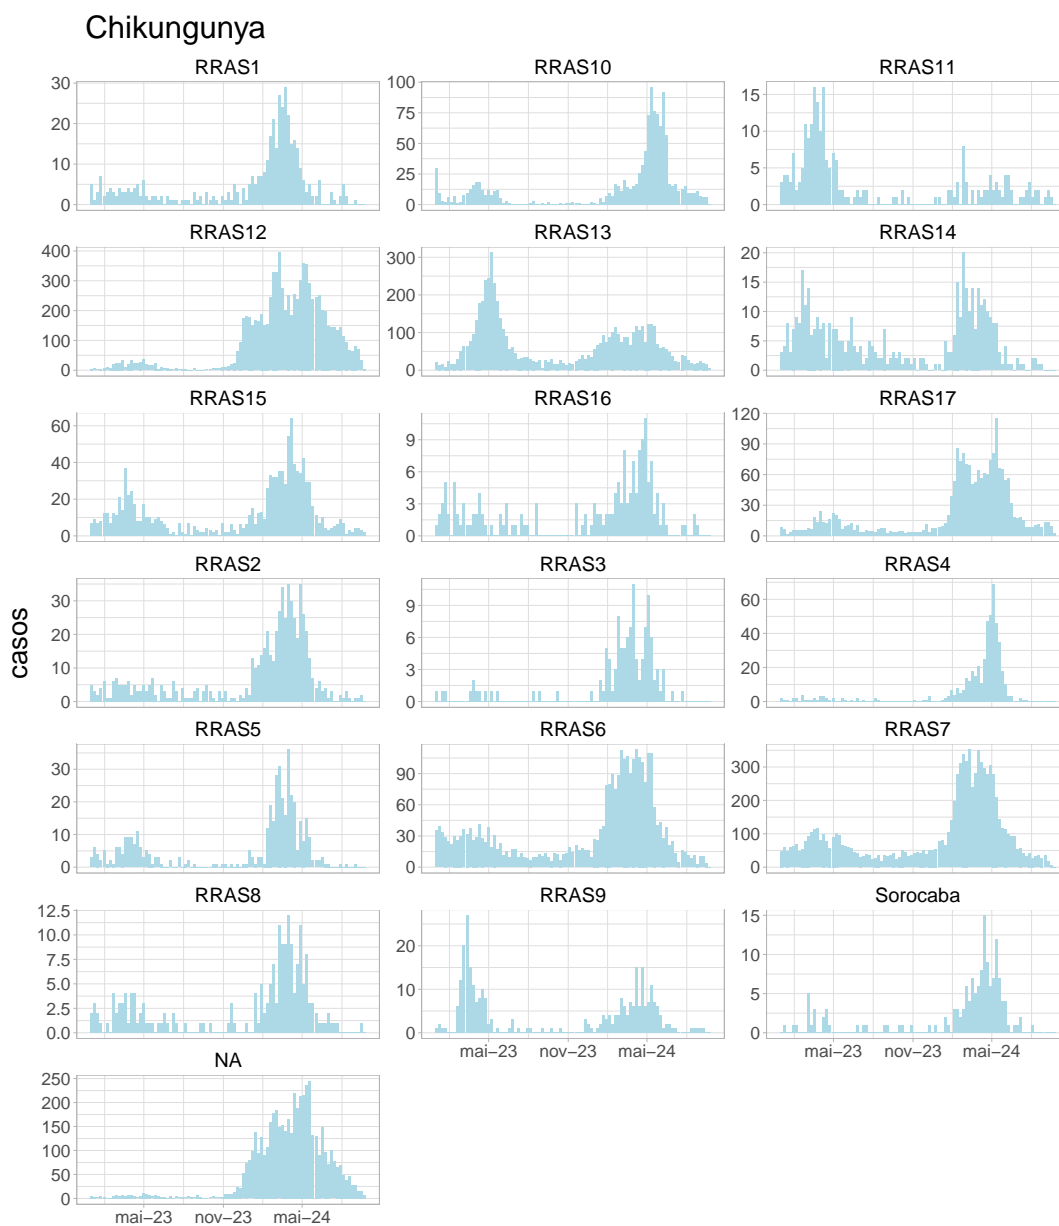 Chikungunya
RRAS1 RRAS10 RRAS11
30 20 10 0
100 75 50 25 0
15 10 5 0
RRAS12 RRAS13 RRAS14
400 300 200 100 0
300 200 100 0
20 15 10 5 0
RRAS15 RRAS16 RRAS17
60 40 20 0
9 6 3 0
120 90 60 30 0
RRAS2 RRAS3 RRAS4
30 20 10 0
9 6 3 0
60 40 20 0
casos
RRAS5 RRAS6 RRAS7
30 20 10 0
90 60 30 0
300 200 100 0
RRAS8 RRAS9 Sorocaba
12.5 10.0 7.5 5.0 2.5 0.0
20 10 0
15 10 5 0
mai–23 nov–23 mai–24 mai–23 nov–23 mai–24
NA
250 200 150 100 50 0
mai–23 nov–23 mai–24